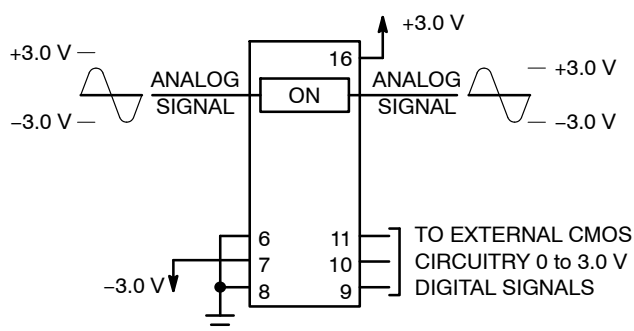 +3.0 V
16
+3.0 V
ANALOG
SIGNAL
ON
ANALOG
SIGNAL
+3.0 V
−3.0 V
−3.0 V
6
11
TO EXTERNAL CMOS
7
10
CIRCUITRY 0 to 3.0 V
−3.0 V
8
9
DIGITAL SIGNALS